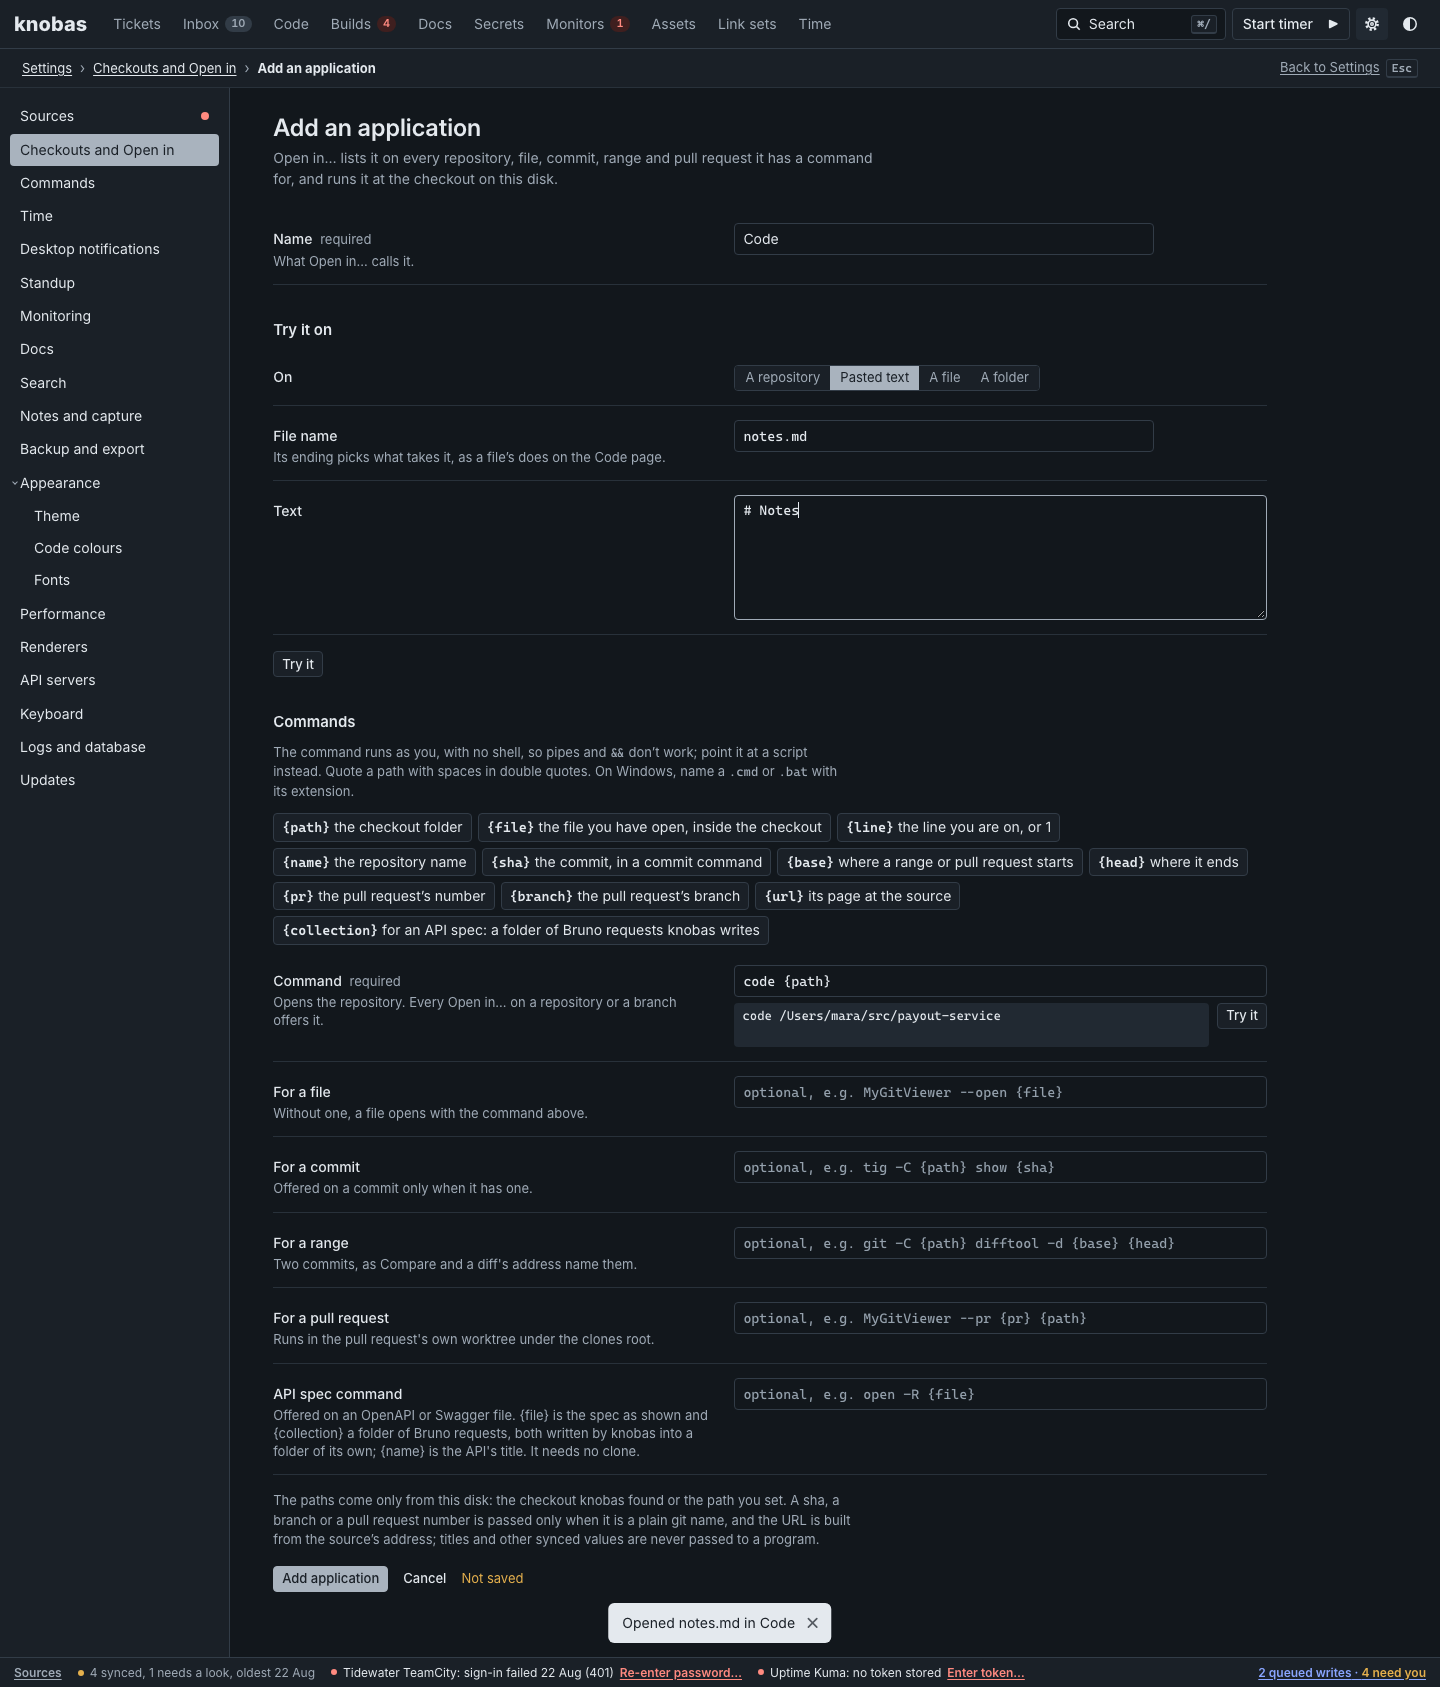 knobas Tickets Inbox 10 Code Builds 4 Docs Secrets Monitors 1 Assets Link sets Time Search ⌘/ Start timer
Settings › Checkouts and Open in › Add an application Back to Settings Esc
Sources
Checkouts and Open in
Commands
Time
Desktop notifications
Standup
Monitoring
Docs
Search
Notes and capture
Backup and export
Appearance
Theme
Code colours
Fonts
Performance
Renderers
API servers
Keyboard
Logs and database
Updates
Add an application
Open in… lists it on every repository, file, commit, range and pull request it has a command
for, and runs it at the checkout on this disk.
Name required
Code
What Open in… calls it.
Try it on
On
A repository Pasted text A file A folder
File name
notes.md
Its ending picks what takes it, as a file’s does on the Code page.
Text
# Notes
Try it
Commands
The command runs as you, with no shell, so pipes and && don’t work; point it at a script
instead. Quote a path with spaces in double quotes. On Windows, name a .cmd or .bat with
its extension.
{path} the checkout folder {file} the file you have open, inside the checkout {line} the line you are on, or 1
{name} the repository name {sha} the commit, in a commit command {base} where a range or pull request starts {head} where it ends
{pr} the pull request’s number {branch} the pull request’s branch {url} its page at the source
{collection} for an API spec: a folder of Bruno requests knobas writes
Command required
code {path}
Opens the repository. Every Open in… on a repository or a branch
offers it.
code /Users/mara/src/payout-service
Try it
For a file
optional, e.g. MyGitViewer --open {file}
Without one, a file opens with the command above.
For a commit
optional, e.g. tig -C {path} show {sha}
Offered on a commit only when it has one.
For a range
optional, e.g. git -C {path} difftool -d {base} {head}
Two commits, as Compare and a diff's address name them.
For a pull request
optional, e.g. MyGitViewer --pr {pr} {path}
Runs in the pull request's own worktree under the clones root.
API spec command
optional, e.g. open -R {file}
Offered on an OpenAPI or Swagger file. {file} is the spec as shown and
{collection} a folder of Bruno requests, both written by knobas into a
folder of its own; {name} is the API's title. It needs no clone.
The paths come only from this disk: the checkout knobas found or the path you set. A sha, a
branch or a pull request number is passed only when it is a plain git name, and the URL is built
from the source’s address; titles and other synced values are never passed to a program.
Add application Cancel Not saved
Opened notes.md in Code
Sources 4 synced, 1 needs a look, oldest 22 Aug Tidewater TeamCity: sign-in failed 22 Aug (401) Re-enter password… Uptime Kuma: no token stored Enter token… 2 queued writes · 4 need you